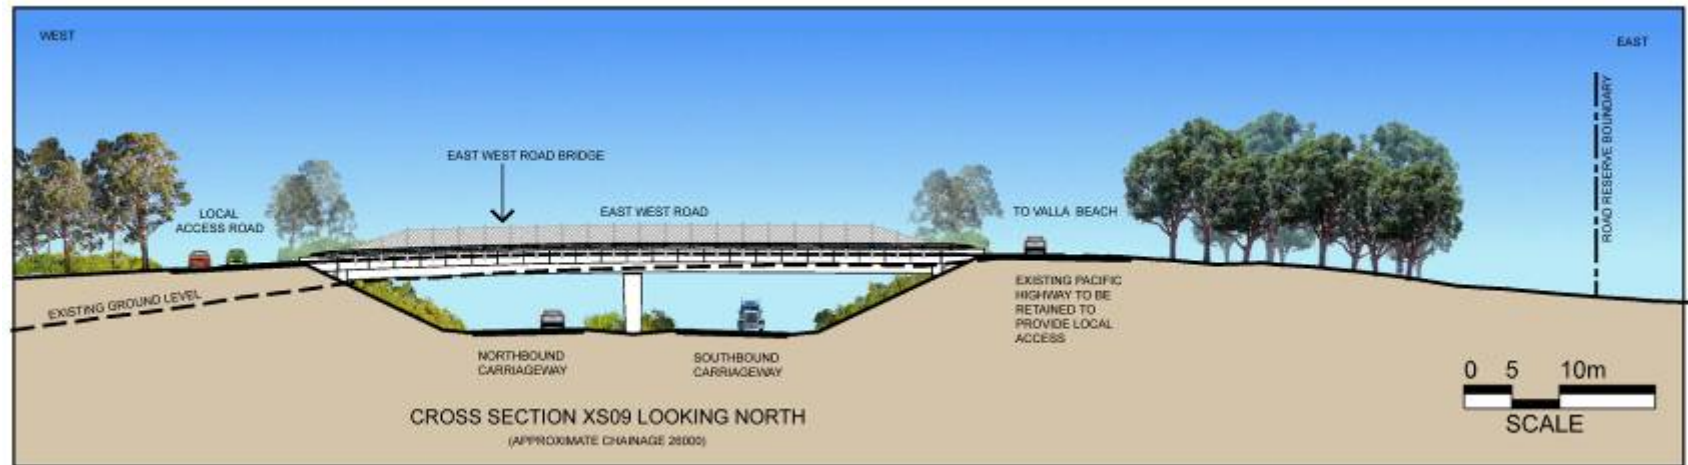 WEST
EAST
EAST WEST ROAD BRIDGE
LOCAL
ACCESS ROAD
EAST WEST ROAD
TO VALLA BEACH
ROAD RESERVE BOUNDARY
EXISTING GROUND LEVEL
EXISTING PACIFIC
HIGHWAY TO BE
RETAINED TO
PROVIDE LOCAL
ACCESS
NORTHBOUND
CARRIAGEWAY
SOUTHBOUND
CARRIAGEWAY
0 5 10m
SCALE
CROSS SECTION XS09 LOOKING NORTH
(APPROXIMATE CHAINAGE 26000)